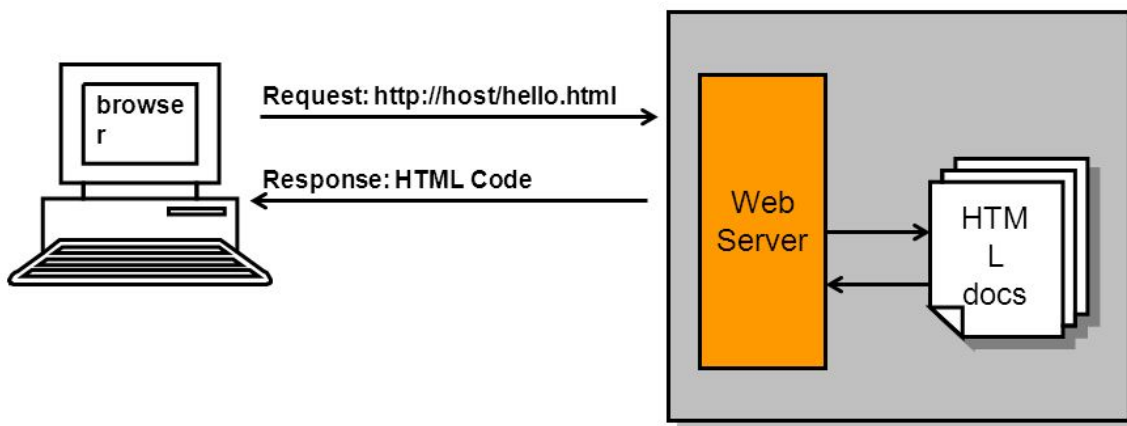 browse
r
Request: http://host/hello.html
Response: HTML Code
Web
Server
HTM
L
docs